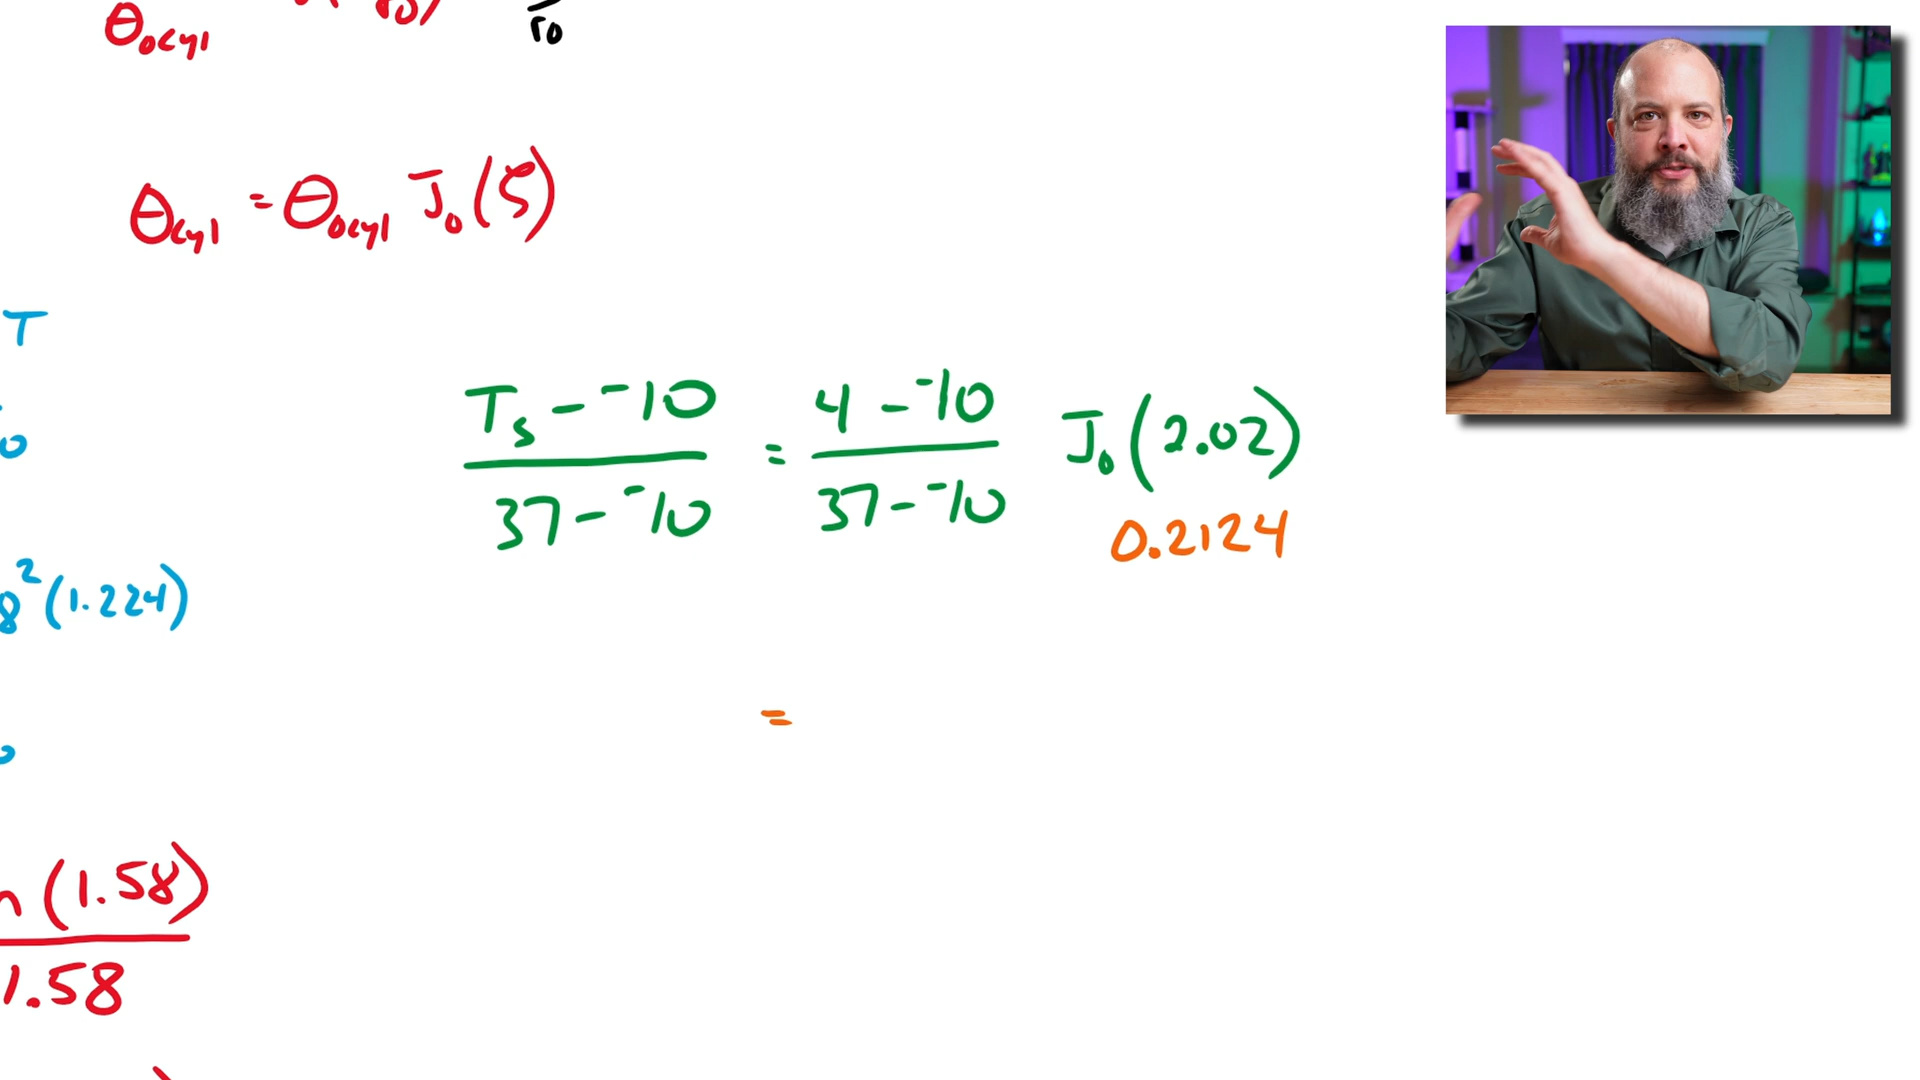 θ₀cyl r₀
θcyl = θ₀cyl J₀(ζ)
T
Ts - ⁻10 / 37 - ⁻10 = 4 - ⁻10 / 37 - ⁻10 J₀(2.02)
0.2124
8²(1.224)
=
(1.58)
1.58